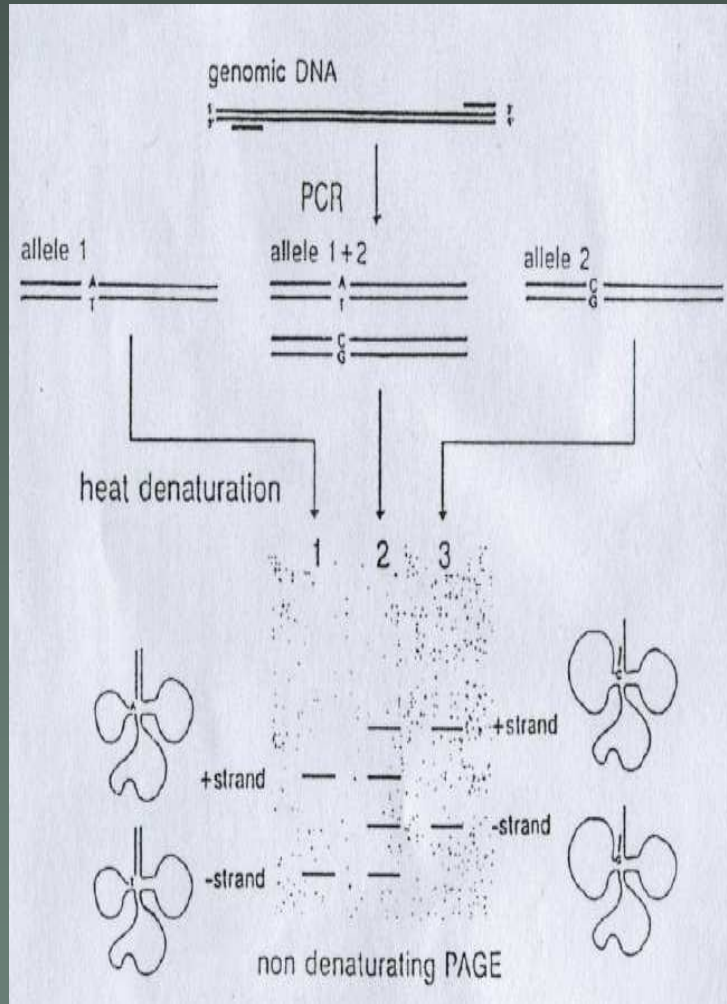 genomic DNA
PCR
allele 1
allele 1+2
allele 2
A
T
A
T
C
G
C
G
heat denaturation
1 2 3
A
C
+strand
+strand
-strand
-strand
non denaturating PAGE